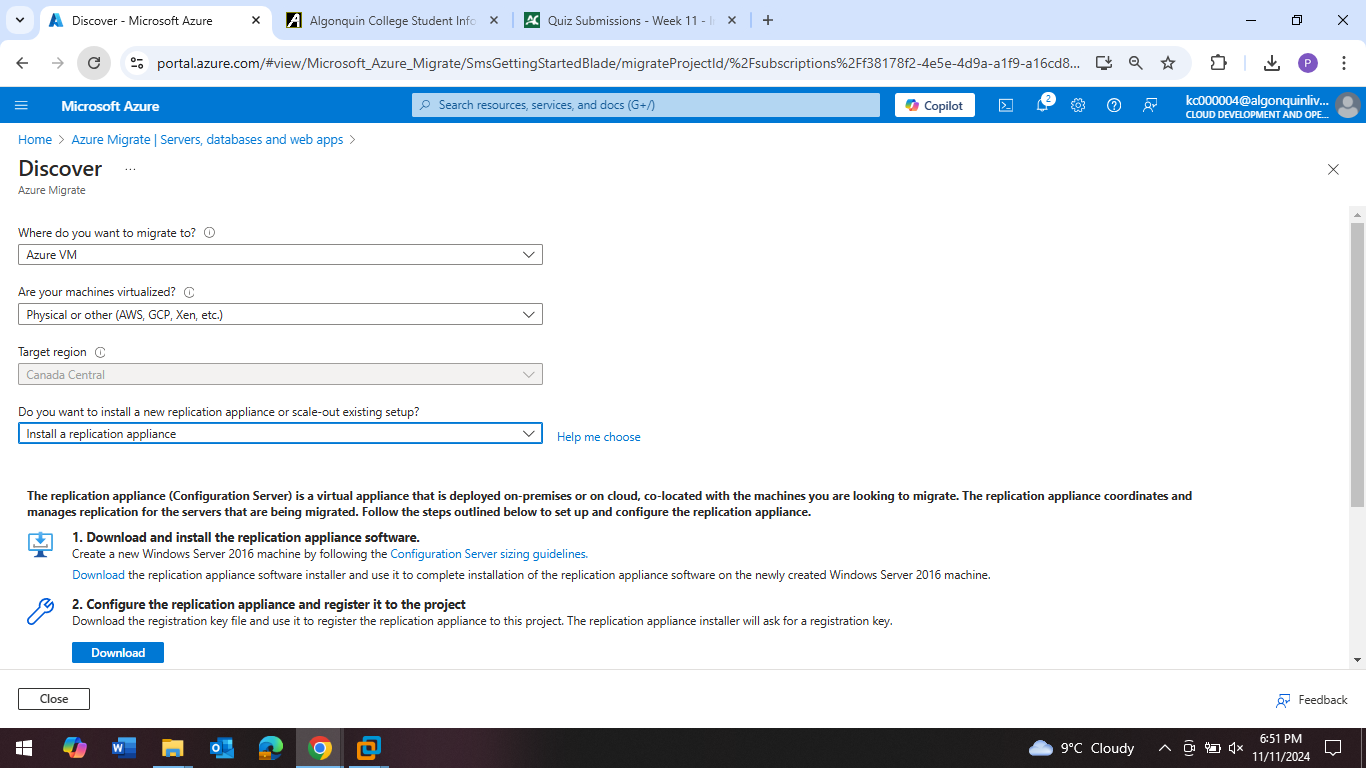 Discover - Microsoft Azure
Algonquin College Student Info
Quiz Submissions - Week 11 - I
portal.azure.com/#view/Microsoft_Azure_Migrate/SmsGettingStartedBlade/migrateProjectId/%2Fsubscriptions%2Ff38178f2-4e5e-4d9a-a1f9-a16cd8...
P
Microsoft Azure
Search resources, services, and docs (G+/)
Copilot
2
kc000004@algonquinliv...
CLOUD DEVELOPMENT AND OPE...
Home > Azure Migrate | Servers, databases and web apps >
Discover ...
Azure Migrate
Where do you want to migrate to?
Azure VM
Are your machines virtualized?
Physical or other (AWS, GCP, Xen, etc.)
Target region
Canada Central
Do you want to install a new replication appliance or scale-out existing setup?
Install a replication appliance
Help me choose
The replication appliance (Configuration Server) is a virtual appliance that is deployed on-premises or on cloud, co-located with the machines you are looking to migrate. The replication appliance coordinates and
manages replication for the servers that are being migrated. Follow the steps outlined below to set up and configure the replication appliance.
1. Download and install the replication appliance software.
Create a new Windows Server 2016 machine by following the Configuration Server sizing guidelines.
Download the replication appliance software installer and use it to complete installation of the replication appliance software on the newly created Windows Server 2016 machine.
2. Configure the replication appliance and register it to the project
Download the registration key file and use it to register the replication appliance to this project. The replication appliance installer will ask for a registration key.
Download
Close
Feedback
9°C Cloudy
6:51 PM
11/11/2024